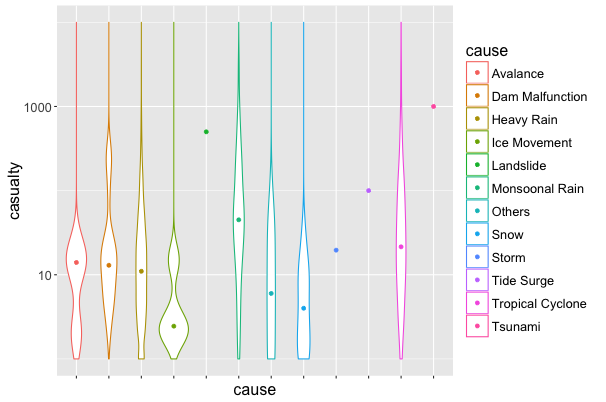 casualty
1000
10
cause
cause
Avalance
Dam Malfunction
Heavy Rain
Ice Movement
Landslide
Monsoonal Rain
Others
Snow
Storm
Tide Surge
Tropical Cyclone
Tsunami